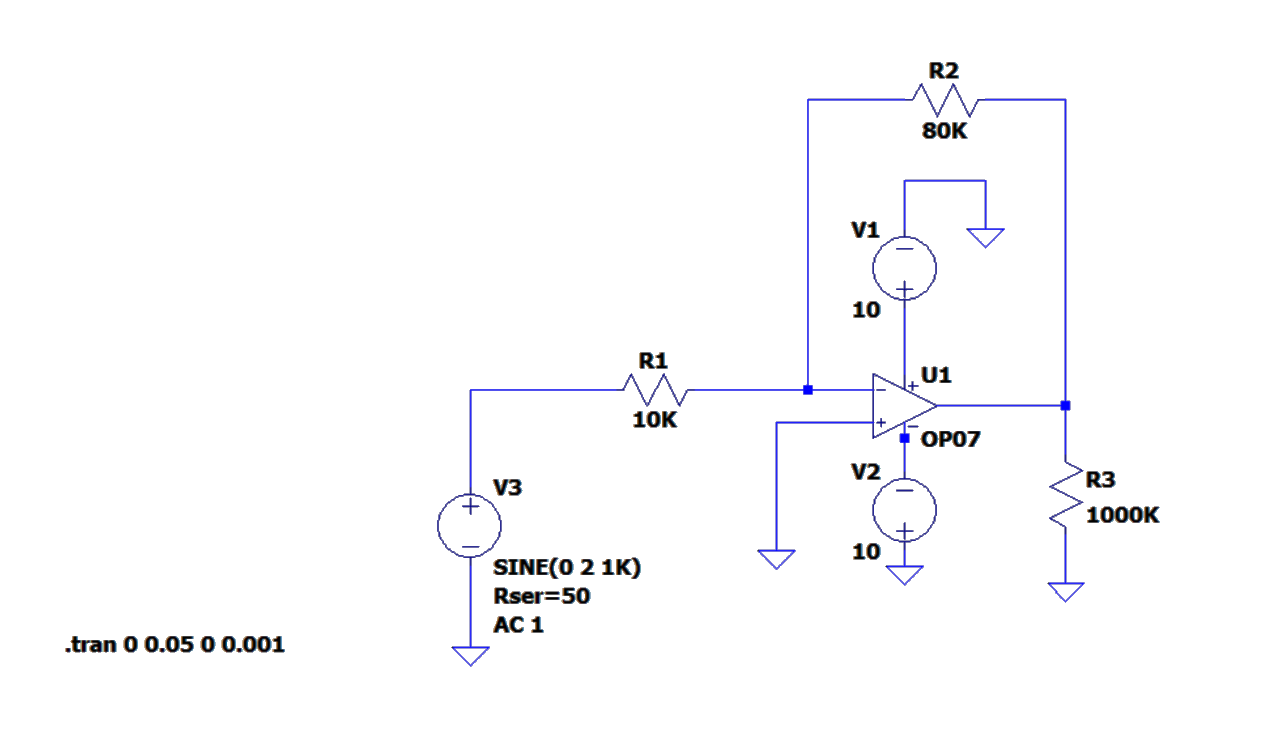 R2
80K
V1
10
R1
10K
U1
OP07
V2
10
V3
SINE(0 2 1K)
Rser=50
AC 1
R3
1000K
.tran 0 0.05 0 0.001